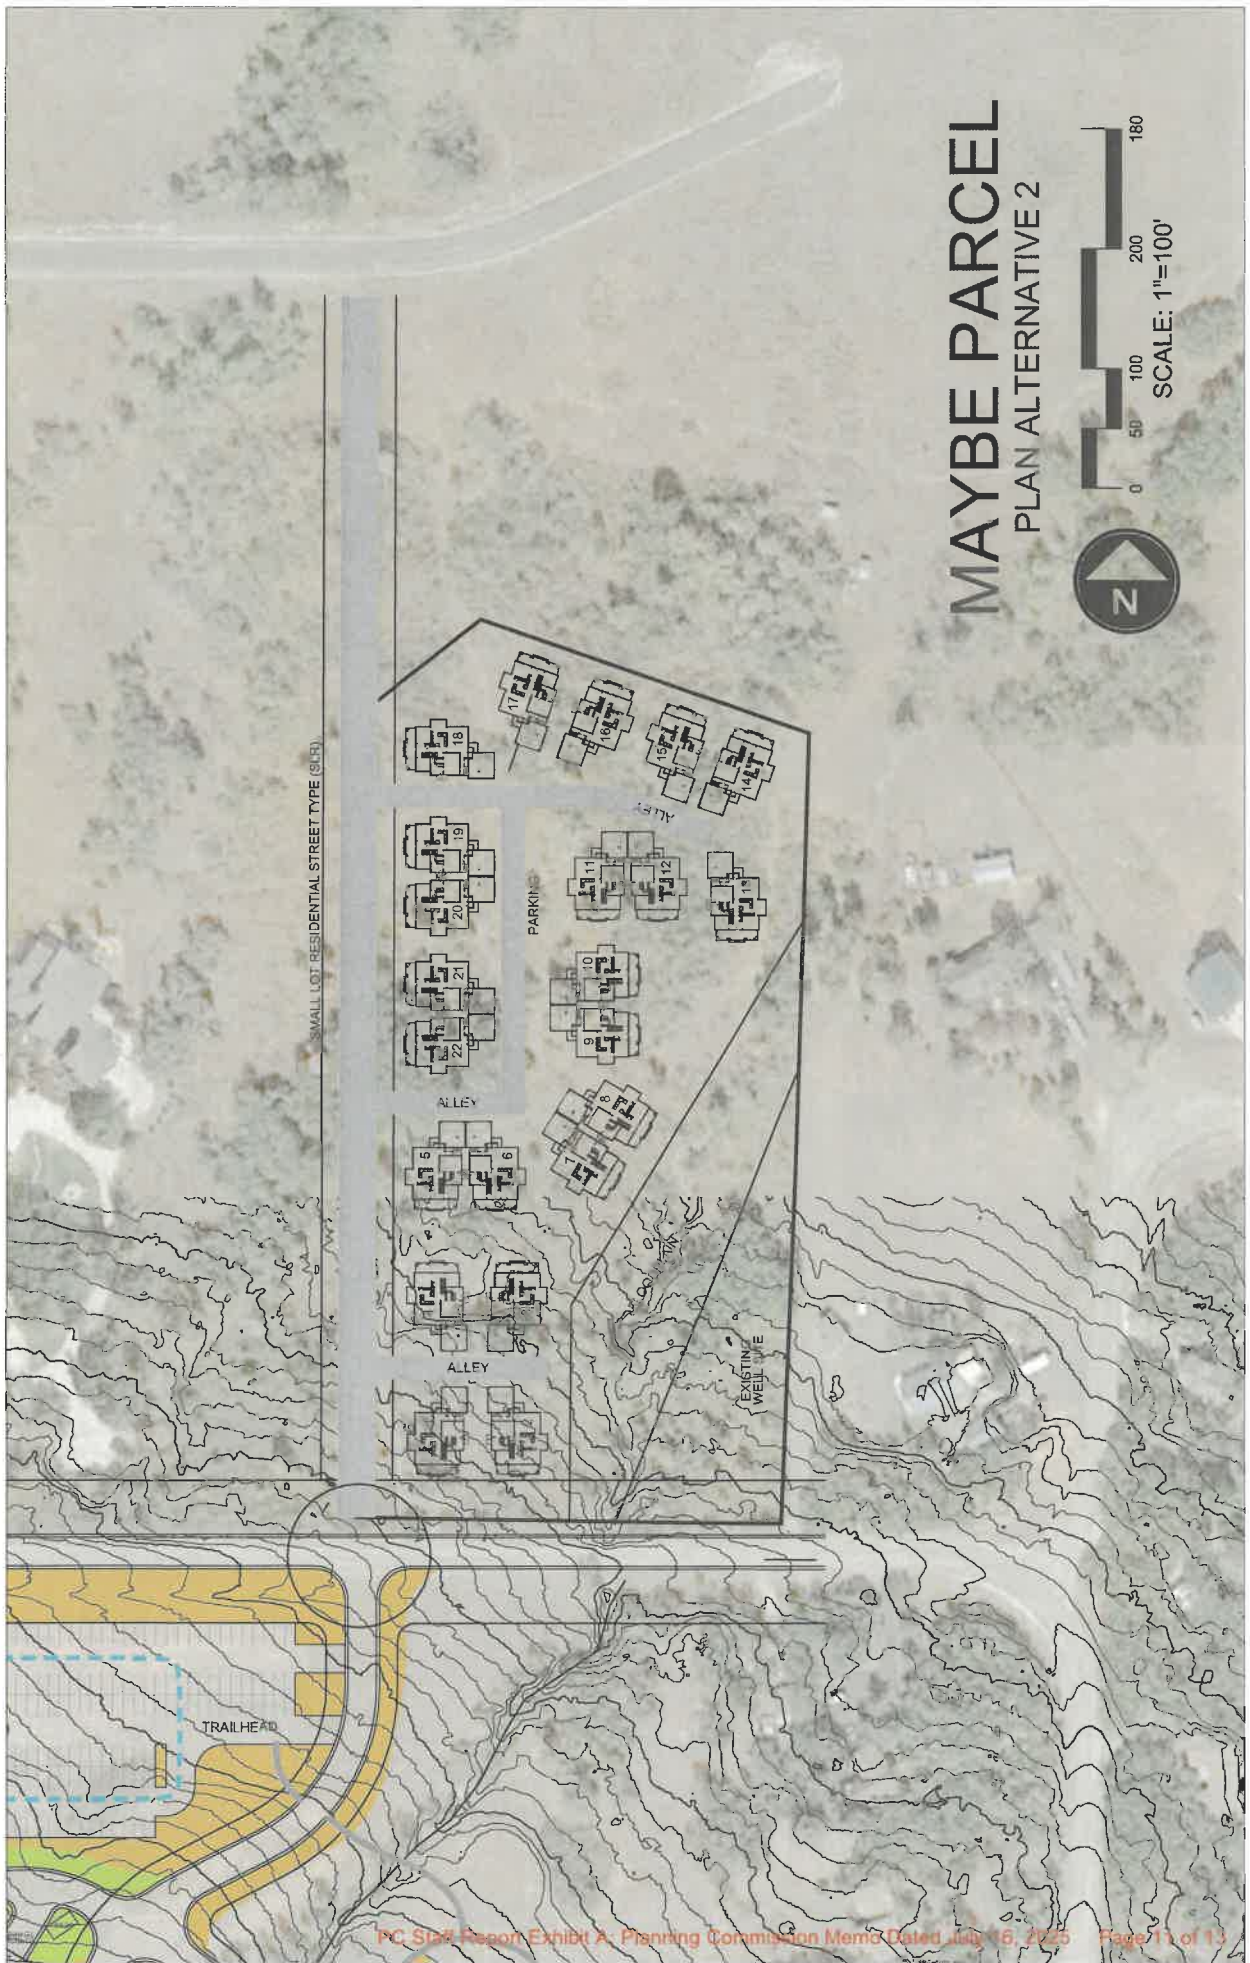 MAYBE PARCEL
PLAN ALTERNATIVE 2
0 50 100 200 180
SCALE: 1"=100'
N
SMALL LOT RESIDENTIAL STREET TYPE (SLR)
17
18
16
15
14
ALLEY
19
20
21
22
PARKING
11
12
13
10
9
8
ALLEY
5
6
ALLEY
EXISTING
WELL SITE
TRAILHEAD
PC Staff Report Exhibit A: Planning Commission Memo Dated July 16, 2025 Page 11 of 13